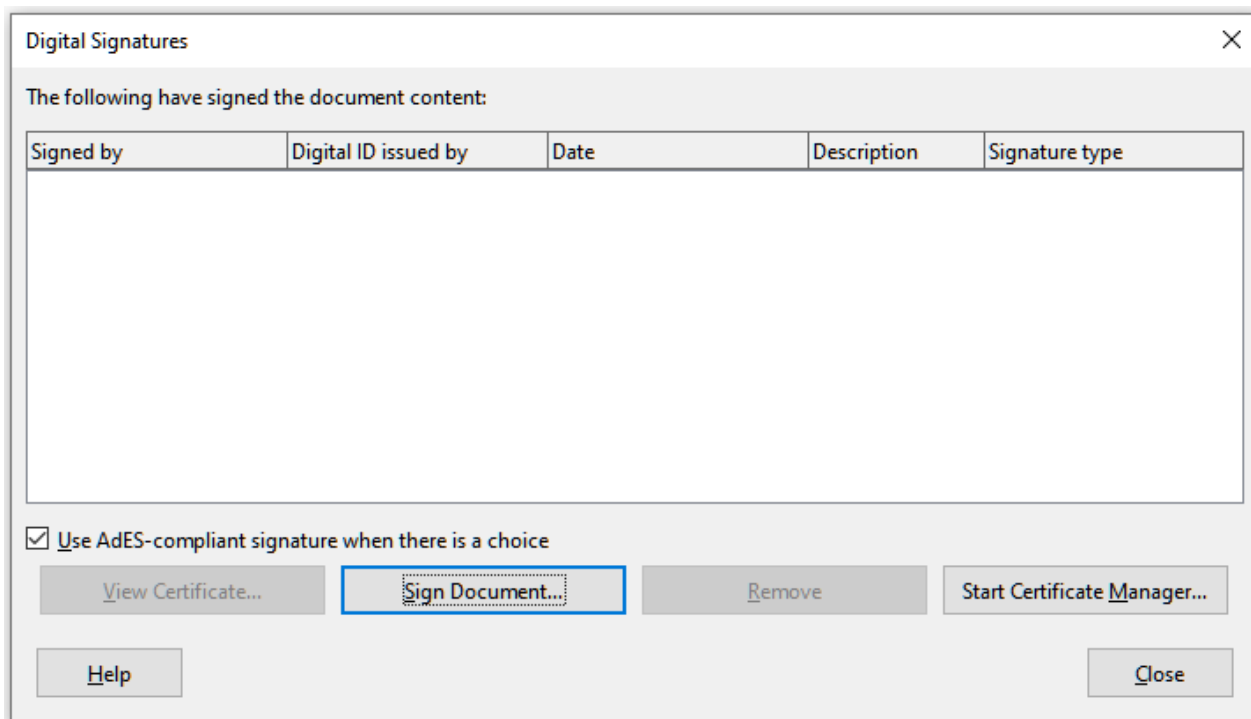 Digital Signatures
The following have signed the document content:
Signed by Digital ID issued by Date Description Signature type
Use AdES-compliant signature when there is a choice
View Certificate... Sign Document... Remove Start Certificate Manager...
Help Close